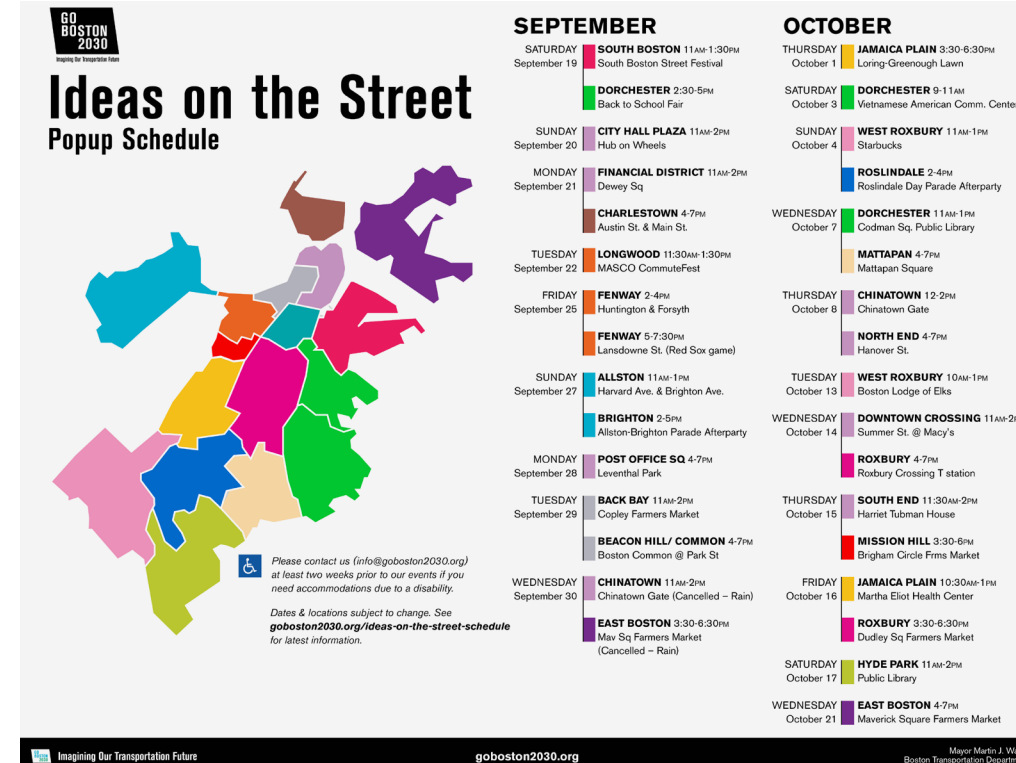 GO
BOSTON
2030
Imagining Our Transportation Future
Ideas on the Street
Popup Schedule
Please contact us (info@goboston2030.org)
at least two weeks prior to our events if you
need accommodations due to a disability.
Dates & locations subject to change. See
goboston2030.org/ideas-on-the-street-schedule
for latest information.
SEPTEMBER
SATURDAY SOUTH BOSTON 11AM-1:30PM
September 19 South Boston Street Festival
DORCHESTER 2:30-5PM
Back to School Fair
SUNDAY CITY HALL PLAZA 11AM-2PM
September 20 Hub on Wheels
MONDAY FINANCIAL DISTRICT 11AM-2PM
September 21 Dewey Sq
CHARLESTOWN 4-7PM
Austin St. & Main St.
TUESDAY LONGWOOD 11:30AM-1:30PM
September 22 MASCO CommuteFest
FRIDAY FENWAY 2-4PM
September 25 Huntington & Forsyth
FENWAY 5-7:30PM
Lansdowne St. (Red Sox game)
SUNDAY ALLSTON 11AM-1PM
September 27 Harvard Ave. & Brighton Ave.
BRIGHTON 2-5PM
Allston-Brighton Parade Afterparty
MONDAY POST OFFICE SQ 4-7PM
September 28 Leventhal Park
TUESDAY BACK BAY 11AM-2PM
September 29 Copley Farmers Market
BEACON HILL/ COMMON 4-7PM
Boston Common @ Park St
WEDNESDAY CHINATOWN 11AM-2PM
September 30 Chinatown Gate (Cancelled – Rain)
EAST BOSTON 3:30-6:30PM
Mav Sq Farmers Market
(Cancelled – Rain)
OCTOBER
THURSDAY JAMAICA PLAIN 3:30-6:30PM
October 1 Loring-Greenough Lawn
SATURDAY DORCHESTER 9-11AM
October 3 Vietnamese American Comm. Cente
SUNDAY WEST ROXBURY 11AM-1PM
October 4 Starbucks
ROSLINDALE 2-4PM
Roslindale Day Parade Afterparty
WEDNESDAY DORCHESTER 11AM-1PM
October 7 Codman Sq. Public Library
MATTAPAN 4-7PM
Mattapan Square
THURSDAY CHINATOWN 12-2PM
October 8 Chinatown Gate
NORTH END 4-7PM
Hanover St.
TUESDAY WEST ROXBURY 10AM-1PM
October 13 Boston Lodge of Elks
WEDNESDAY DOWNTOWN CROSSING 11AM-2
October 14 Summer St. @ Macy's
ROXBURY 4-7PM
Roxbury Crossing T station
THURSDAY SOUTH END 11:30AM-2PM
October 15 Harriet Tubman House
MISSION HILL 3:30-6PM
Brigham Circle Frms Market
FRIDAY JAMAICA PLAIN 10:30AM-1PM
October 16 Martha Eliot Health Center
ROXBURY 3:30-6:30PM
Dudley Sq Farmers Market
SATURDAY HYDE PARK 11AM-2PM
October 17 Public Library
WEDNESDAY EAST BOSTON 4-7PM
October 21 Maverick Square Farmers Market
Imagining Our Transportation Future
goboston2030.org
Mayor Martin J. Wa
Boston Transportation Departm